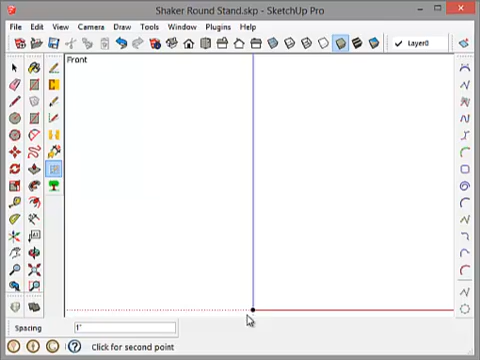 Shaker Round Stand.skp - SketchUp Pro
File Edit View Camera Draw Tools Window Plugins Help
Layer0
Front
Spacing 1"
Click for second point